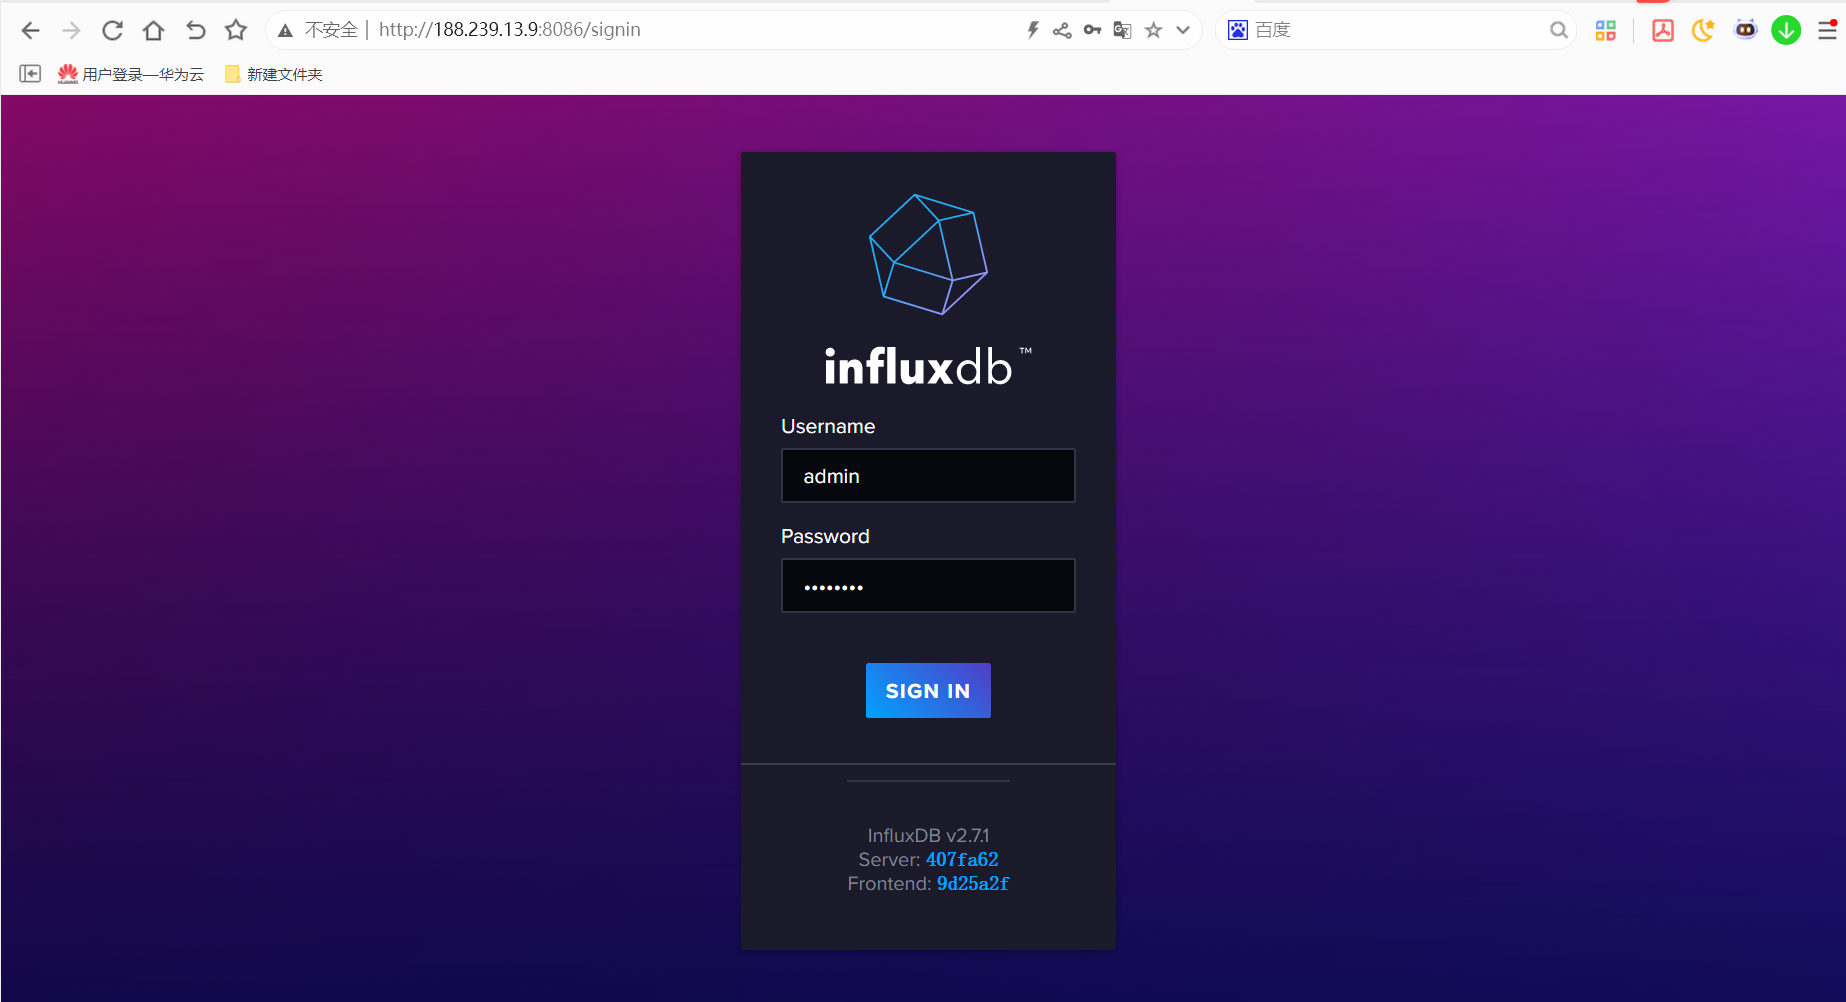 不安全 | http://188.239.13.9:8086/signin
百度
用户登录—华为云
新建文件夹
influxdb™
Username
admin
Password
••••••••
SIGN IN
InfluxDB v2.7.1
Server: 407fa62
Frontend: 9d25a2f